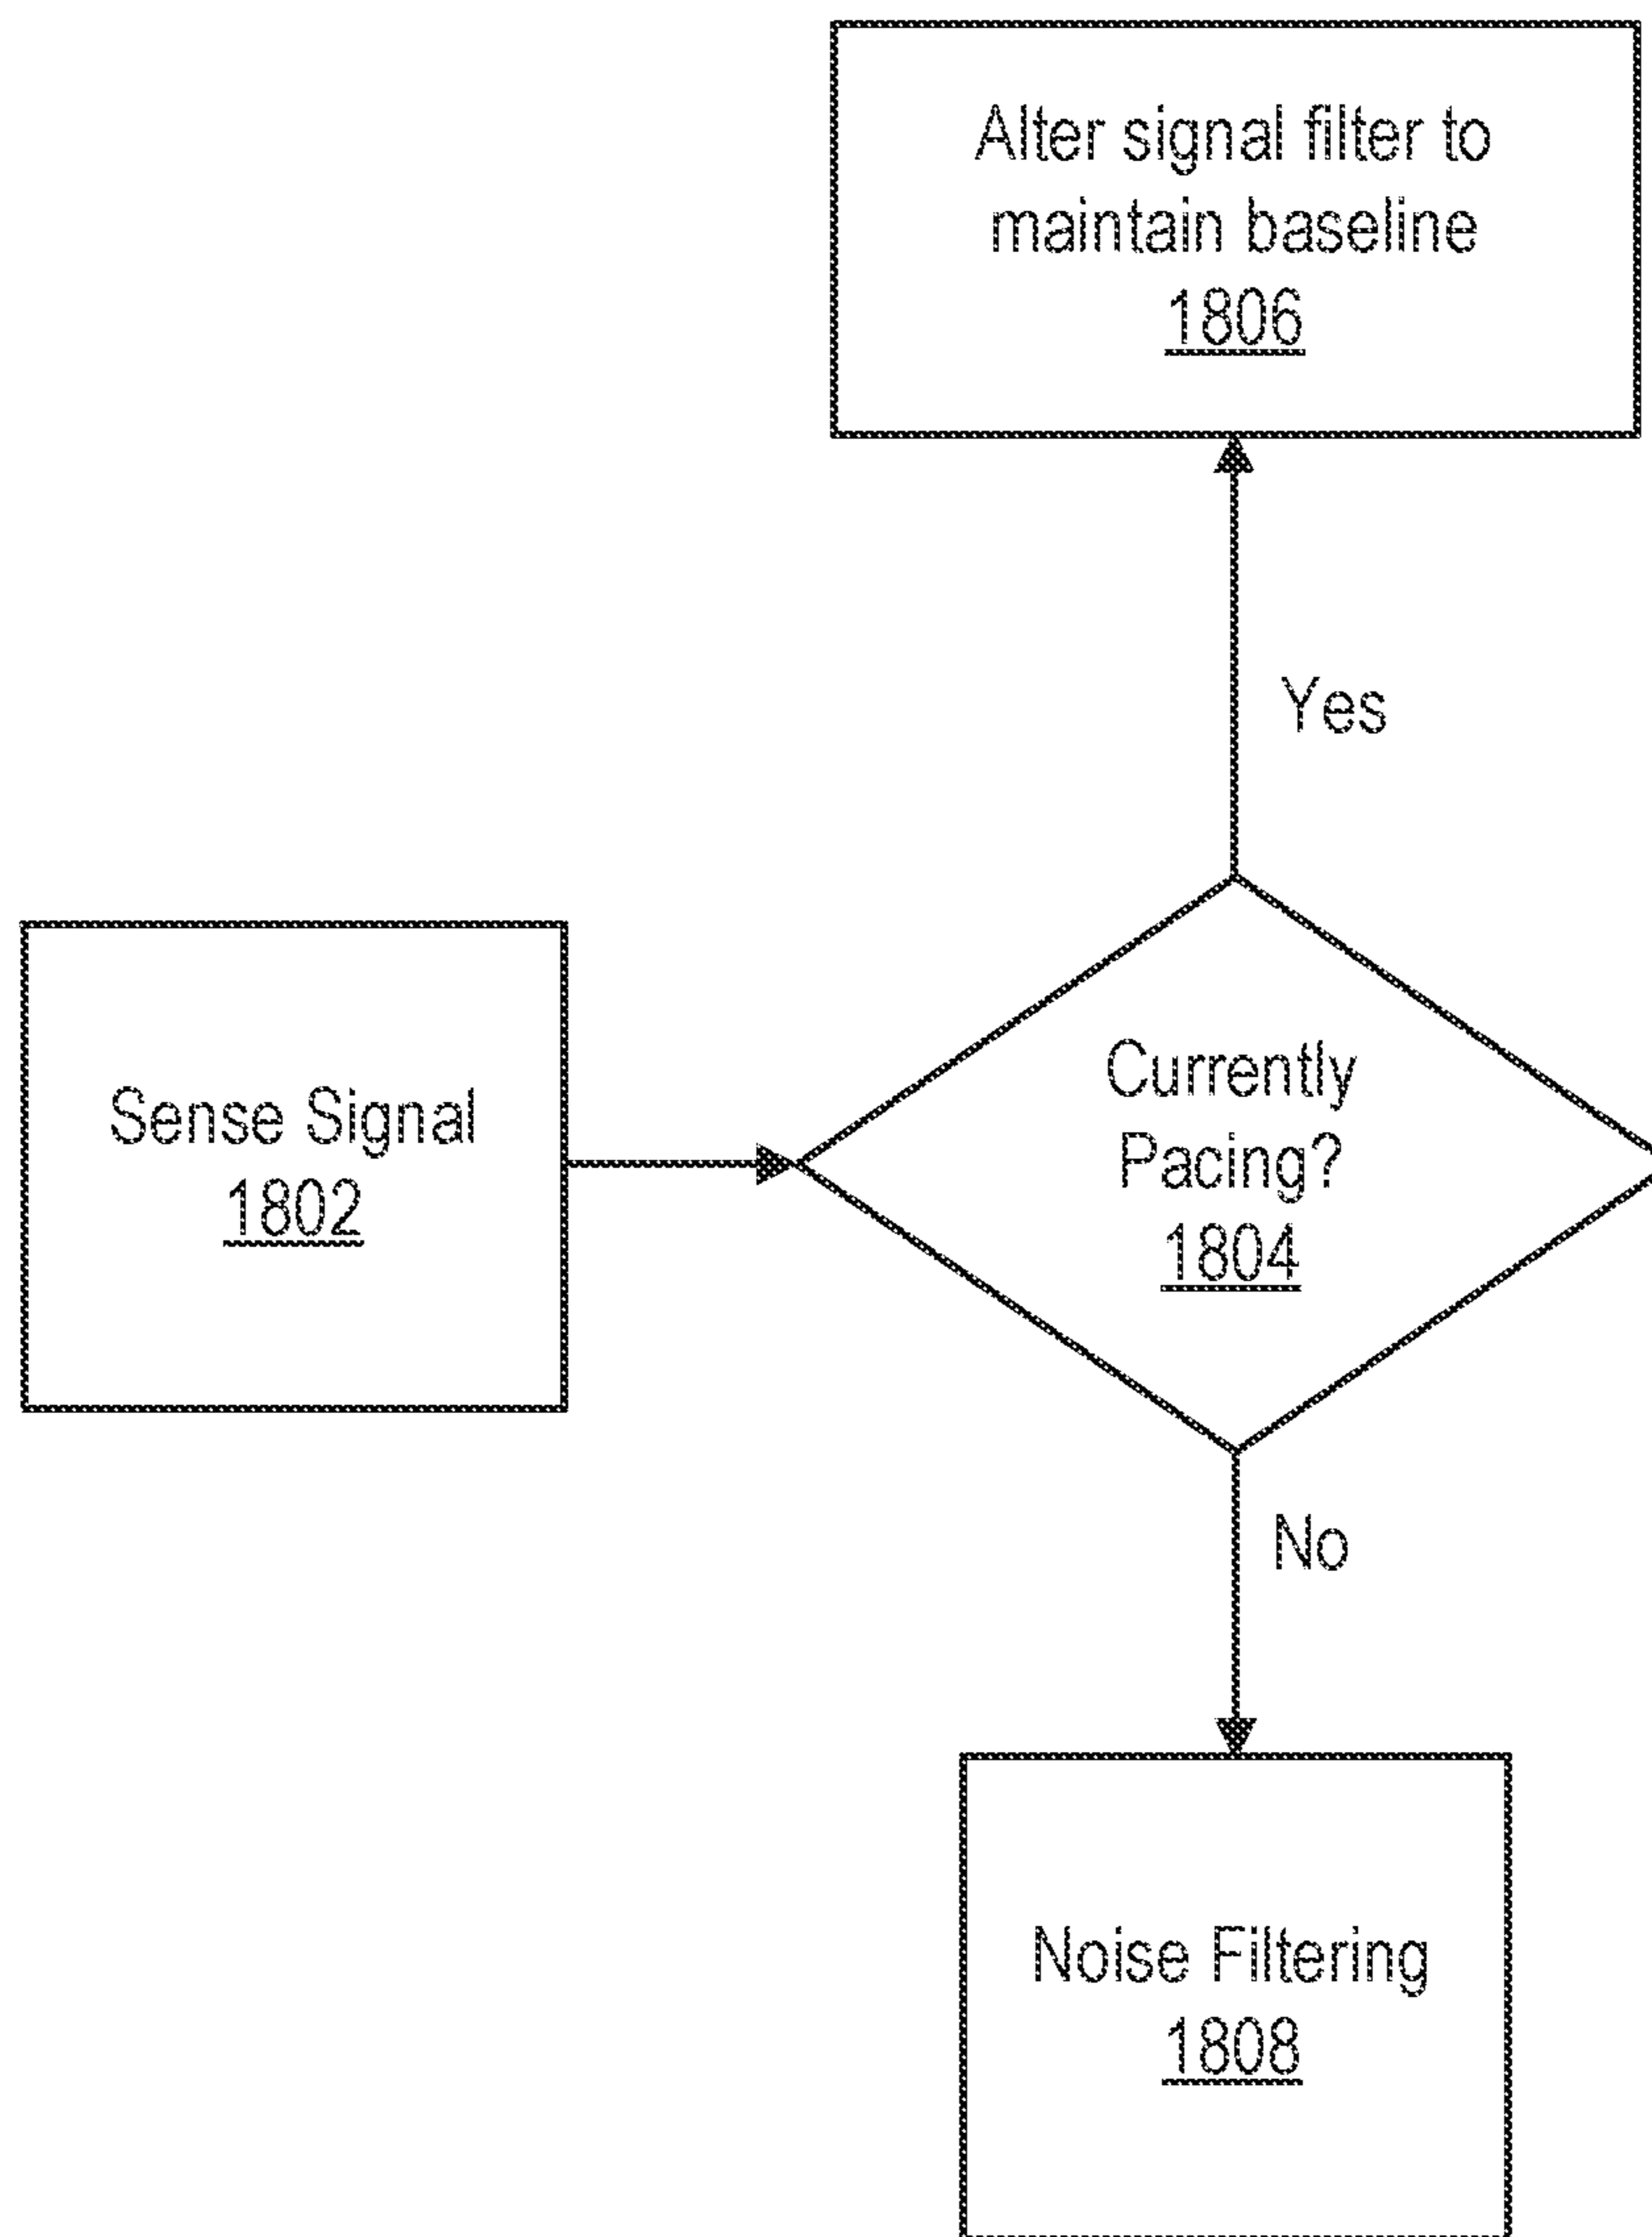 Alter signal filter to
maintain baseline
1806
Yes
Sense Signal
1802
Currently
Pacing?
1804
No
Noise Filtering
1808